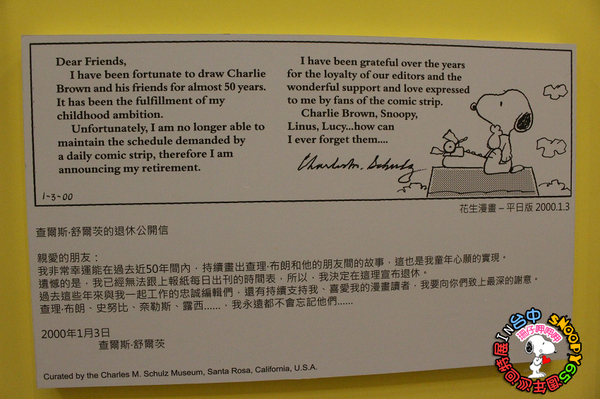 Dear Friends,
I have been fortunate to draw Charlie
Brown and his friends for almost 50 years.
It has been the fulfillment of my
childhood ambition.
Unfortunately, I am no longer able to
maintain the schedule demanded by
a daily comic strip, therefore I am
announcing my retirement.
1-3-00
I have been grateful over the years
for the loyalty of our editors and the
wonderful support and love expressed
to me by fans of the comic strip.
Charlie Brown, Snoopy,
Linus, Lucy...how can
I ever forget them....
Charles M. Schulz
花生漫畫 – 平日版 2000.1.3
查爾斯·舒爾茨的退休公開信
親愛的朋友：
我非常幸運能在過去近50年間內，持續畫出查理·布朗和他的朋友間的故事，這也是我童年心願的實現。
遺憾的是，我已經無法跟上報紙每日出刊的時間表，所以，我決定在這理宣布退休。
過去這些年來與我一起工作的忠誠編輯們，還有持續支持我、喜愛我的漫畫讀者，我要向你們致上最深的謝意。
查理·布朗、史努比、奈勒斯、露西......，我永遠都不會忘記他們......
2000年1月3日
查爾斯·舒爾茨
Curated by the Charles M. Schulz Museum, Santa Rosa, California, U.S.A.
IN台中 SNOOPY65